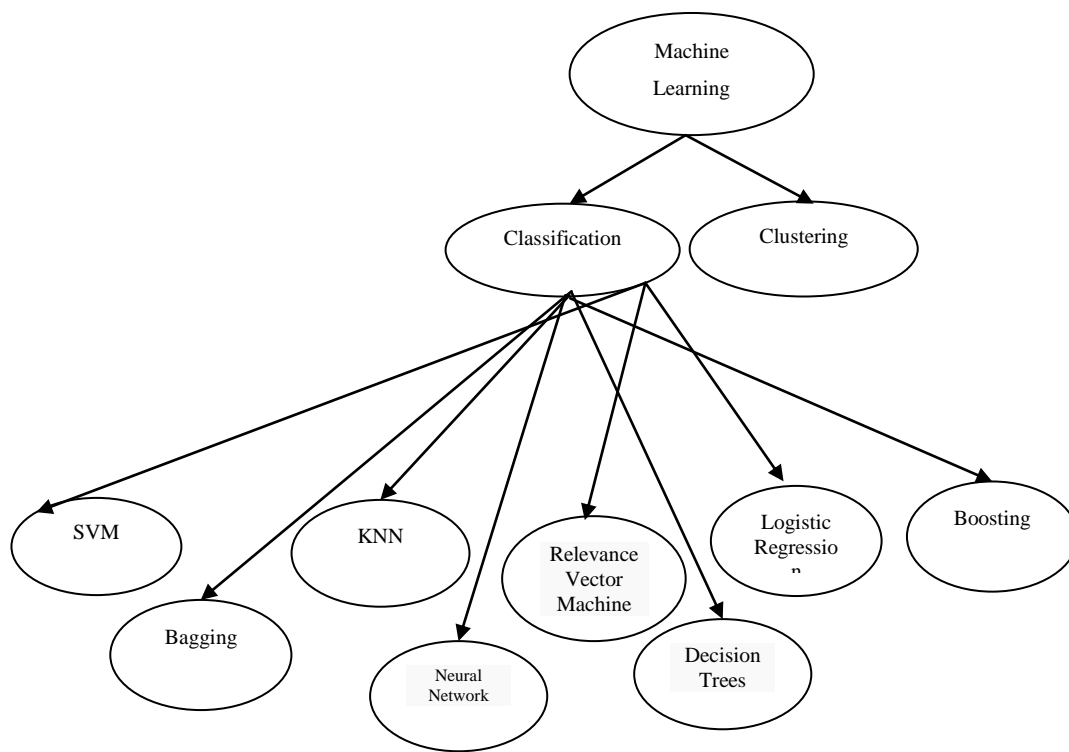 Machine
Learning
Classification
Clustering
SVM
KNN
Relevance
Vector
Machine
Logistic
Regressio
n
Boosting
Bagging
Neural
Network
Decision
Trees